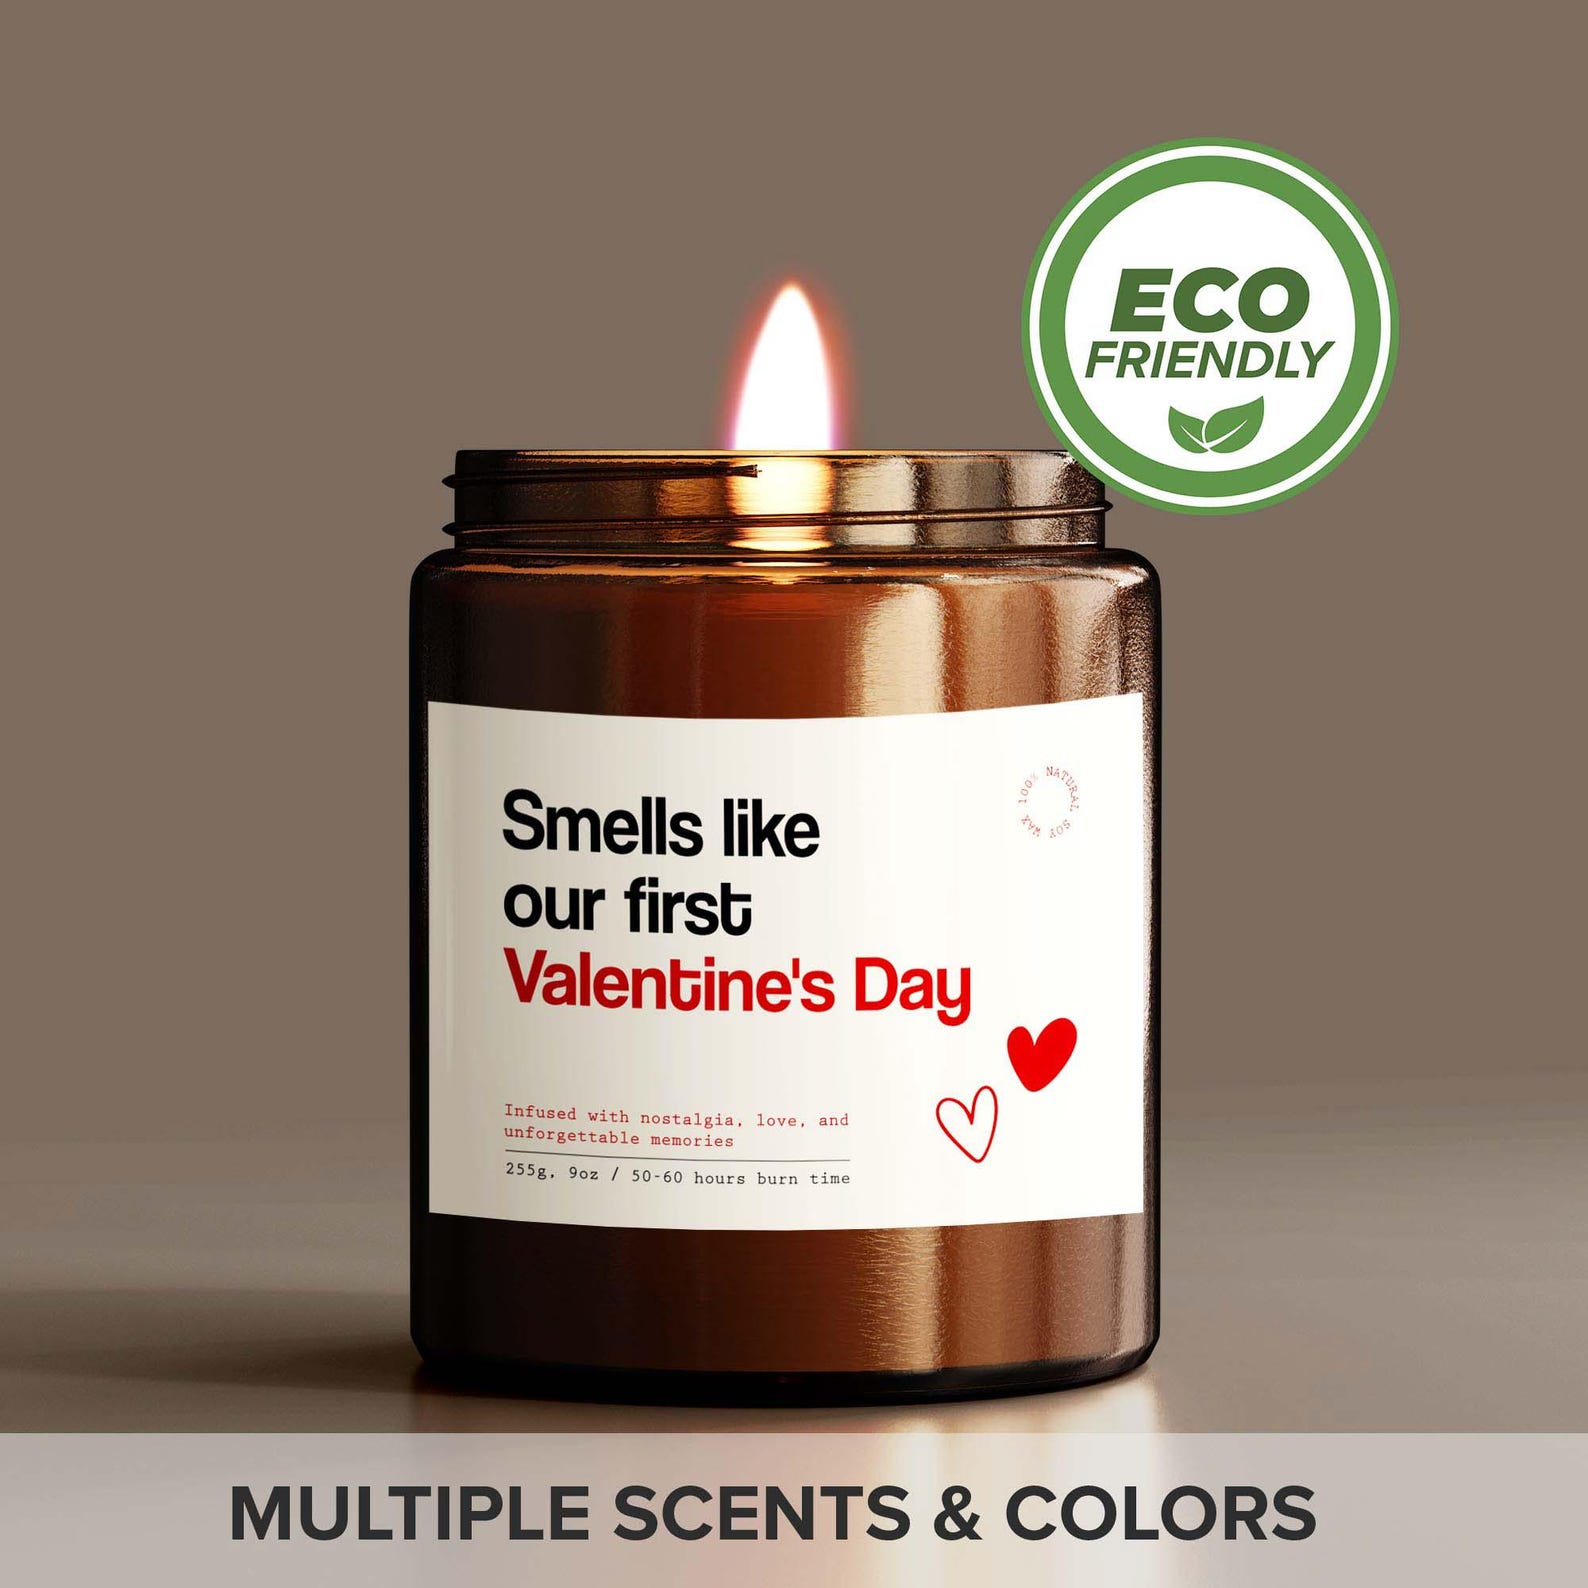 ECO
FRIENDLY
100% NATURAL SOY WAX
Smells like
our first
Valentine's Day
Infused with nostalgia, love, and
unforgettable memories
255g, 9oz / 50-60 hours burn time
MULTIPLE SCENTS & COLORS